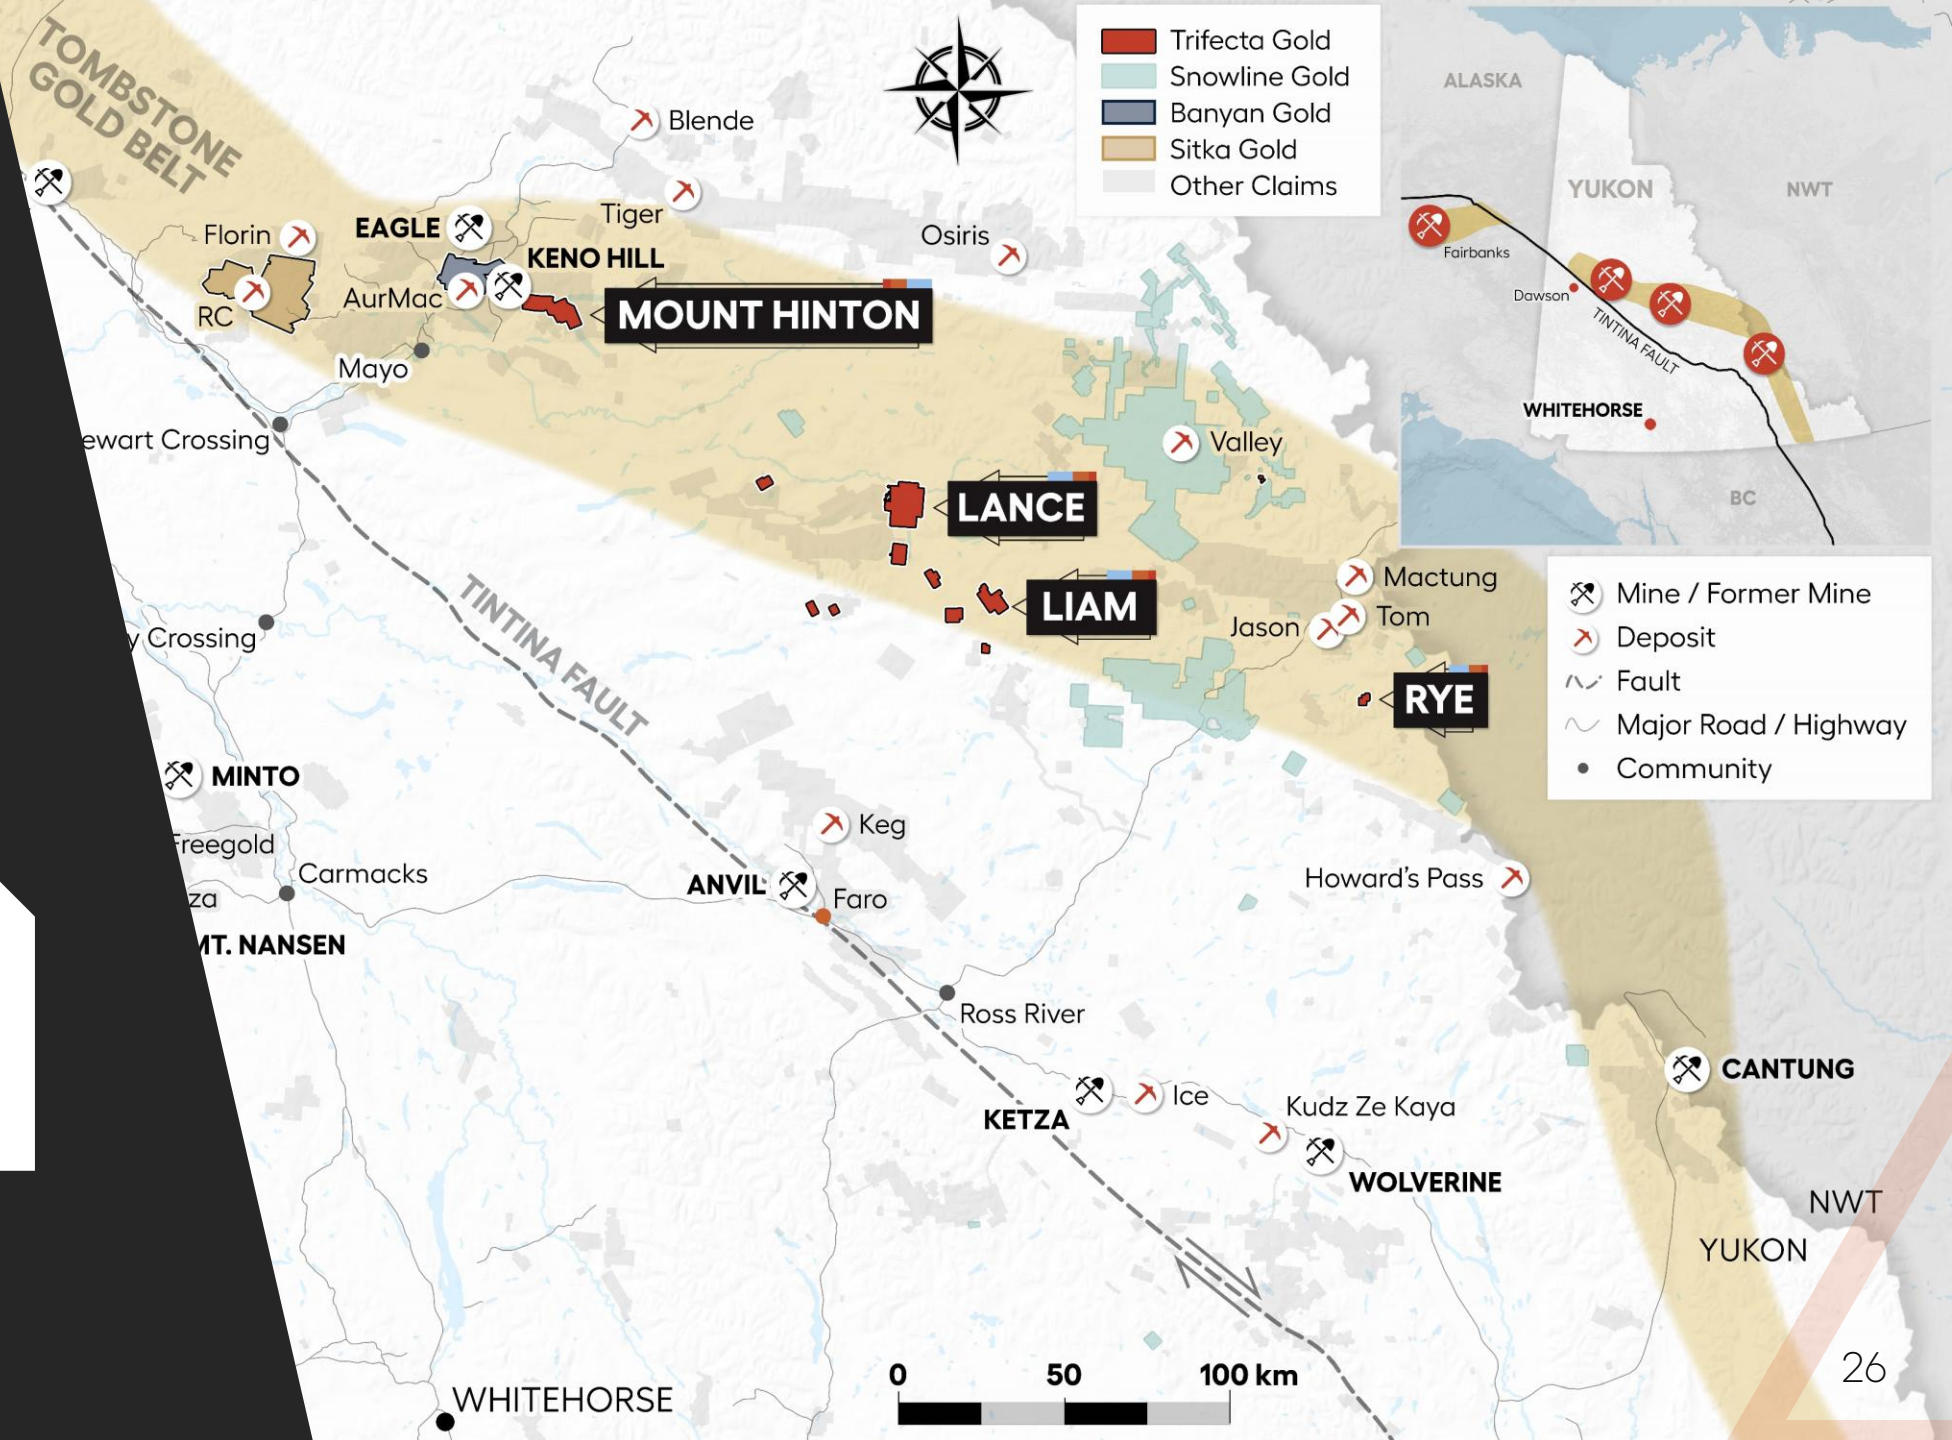 TOMBSTONE
GOLD BELT
Trifecta Gold
Snowline Gold
Banyan Gold
Sitka Gold
Other Claims
ALASKA
YUKON
NWT
Fairbanks
Dawson
TINTINA FAULT
WHITEHORSE
BC
Blende
Tiger
Osiris
Florin
EAGLE
KENO HILL
RC
AurMac
MOUNT HINTON
Mayo
ewart Crossing
Valley
LANCE
LIAM
Mactung
Tom
Jason
RYE
Mine / Former Mine
Deposit
Fault
Major Road / Highway
Community
TINTINA FAULT
y Crossing
MINTO
Freegold
Carmacks
za
MT. NANSEN
Keg
ANVIL
Faro
Howard's Pass
Ross River
KETZA
Ice
Kudz Ze Kaya
WOLVERINE
CANTUNG
NWT
YUKON
0 50 100 km
WHITEHORSE
26